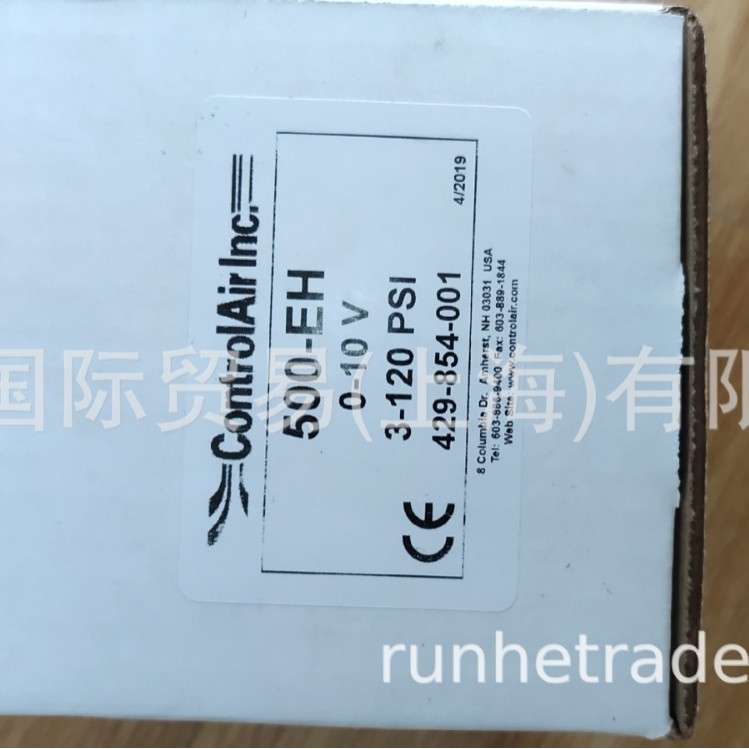 ControlAir Inc.
500-EH
0-10 V
3-120 PSI
429-854-001
4/2019
CE
8 Columbia Dr. Amherst, NH 03031 USA
Tel: 603-886-9400 Fax: 603-889-1844
Web Site: www.controlair.com
国际贸易(上海)有限
runhetrade